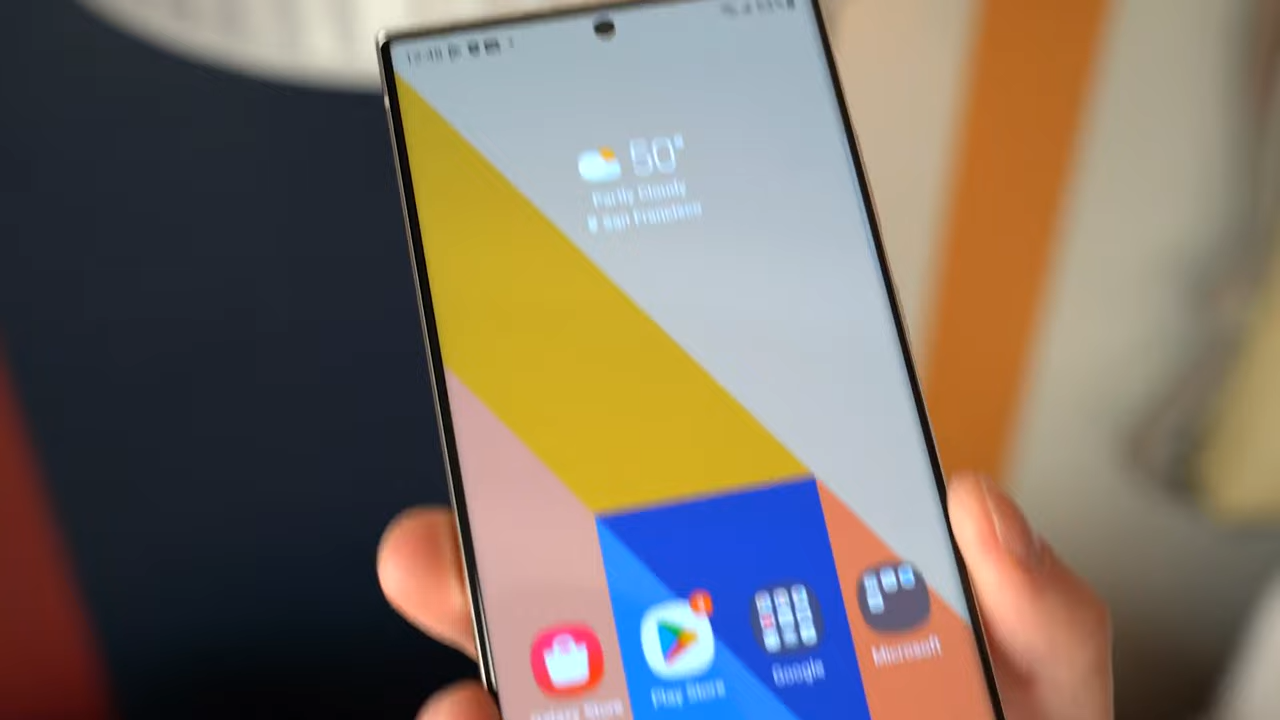 50°
Partly Cloudy
San Francisco
Galaxy Store
Play Store
Google
Microsoft